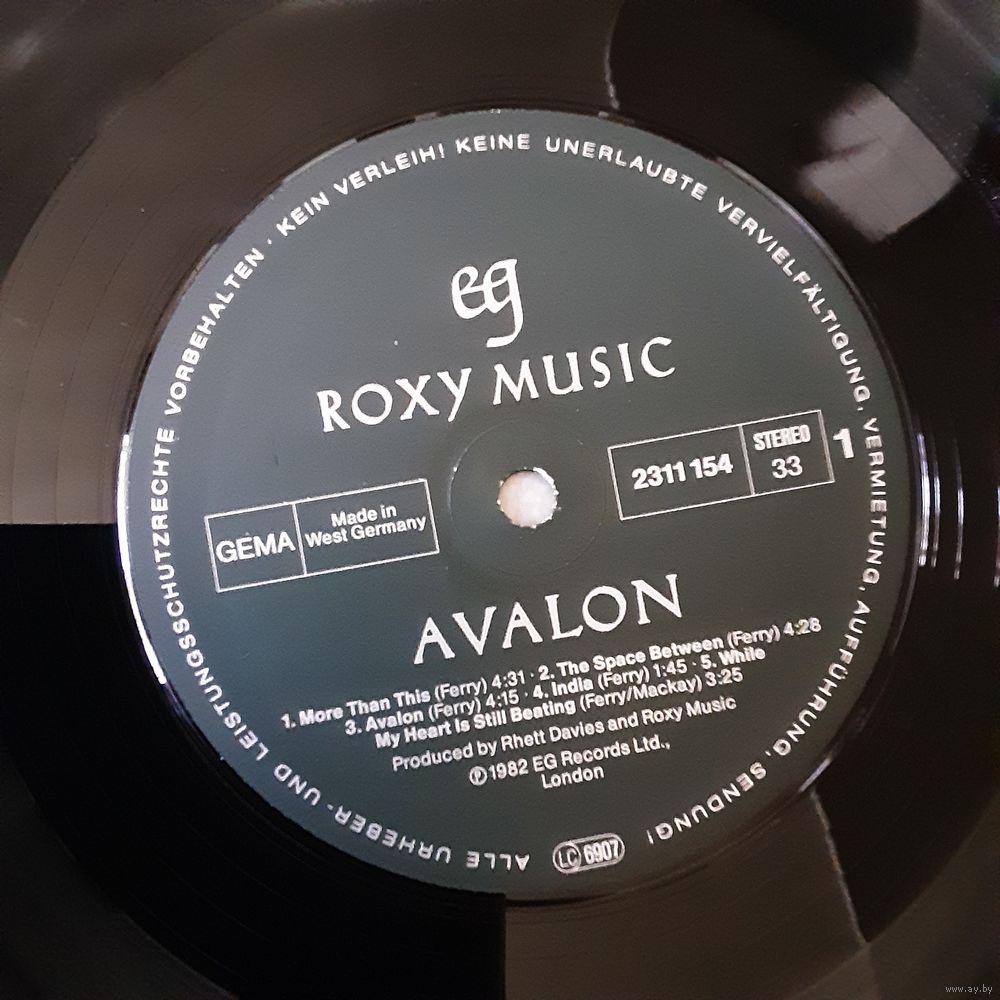 ALLE URHEBER- UND LEISTUNGSSCHUTZRECHTE VORBEHALTEN · KEIN VERLEIH! KEINE UNERLAUBTE VERVIELFÄLTIGUNG, VERMIETUNG, AUFFÜHRUNG, SENDUNG!
eg
ROXY MUSIC
GEMA
Made in
West Germany
2311 154
STEREO
33
1
AVALON
1. More Than This (Ferry) 4:31 · 2. The Space Between (Ferry) 4:28
3. Avalon (Ferry) 4:15 · 4. India (Ferry) 1:45 · 5. While
My Heart Is Still Beating (Ferry/Mackay) 3:25
Produced by Rhett Davies and Roxy Music
℗ 1982 EG Records Ltd.,
London
LC 6907
www.ay.by